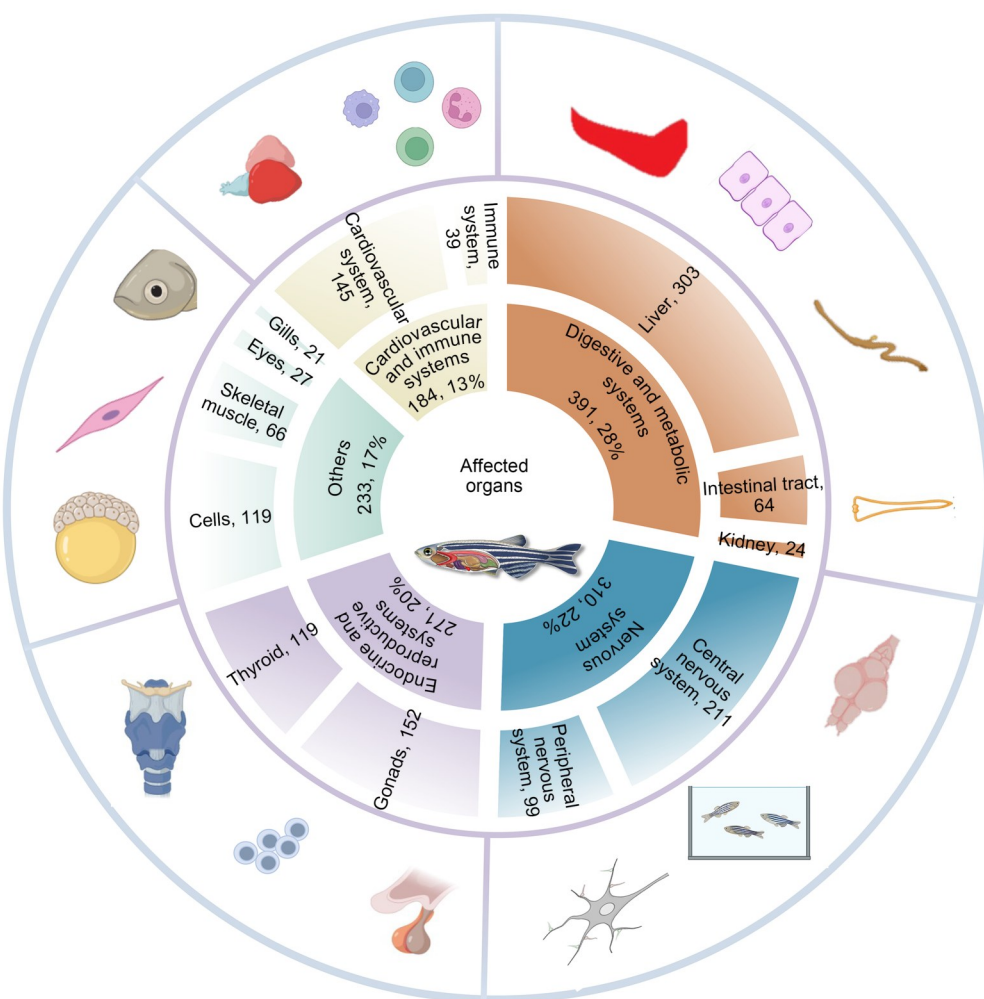 Affected
organs
Digestive and metabolic
systems
391, 28%
Liver, 303
Intestinal tract,
64
Kidney, 24
Nervous
system
310, 22%
Central
nervous
system, 211
Peripheral
nervous
system, 99
Endocrine and
reproductive
systems
271, 20%
Gonads, 152
Thyroid, 119
Others
233, 17%
Cells, 119
Skeletal
muscle, 66
Eyes, 27
Gills, 21
Cardiovascular
and immune
systems
184, 13%
Cardiovascular
system,
145
Immune
system,
39